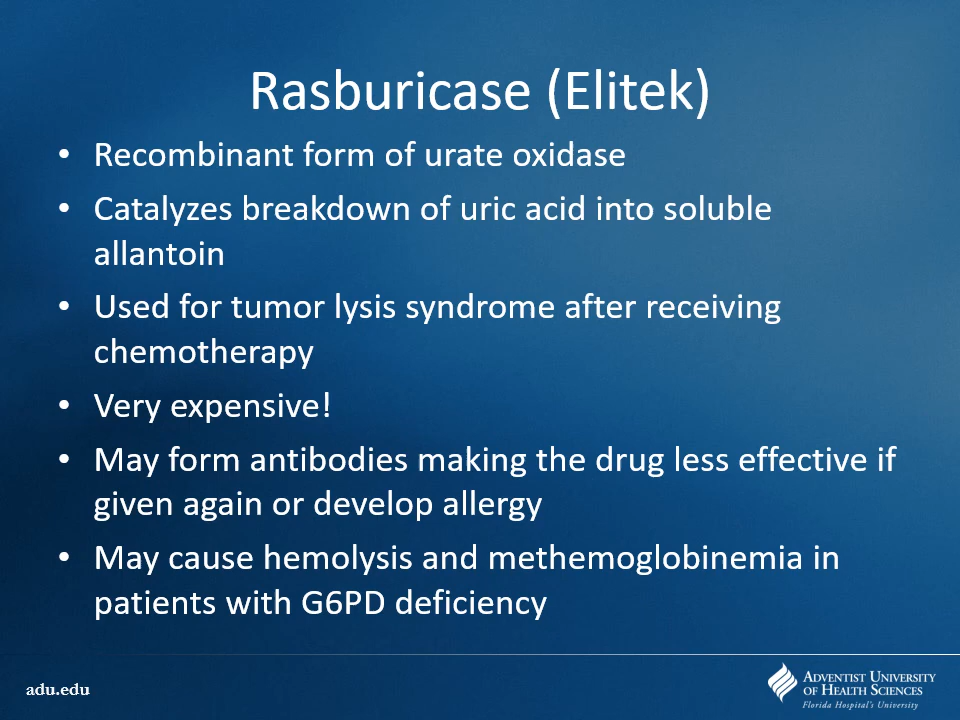 Rasburicase (Elitek)
• Recombinant form of urate oxidase
• Catalyzes breakdown of uric acid into soluble
allantoin
• Used for tumor lysis syndrome after receiving
chemotherapy
• Very expensive!
• May form antibodies making the drug less effective if
given again or develop allergy
• May cause hemolysis and methemoglobinemia in
patients with G6PD deficiency
adu.edu
ADVENTIST UNIVERSITY
OF HEALTH SCIENCES
Florida Hospital's University